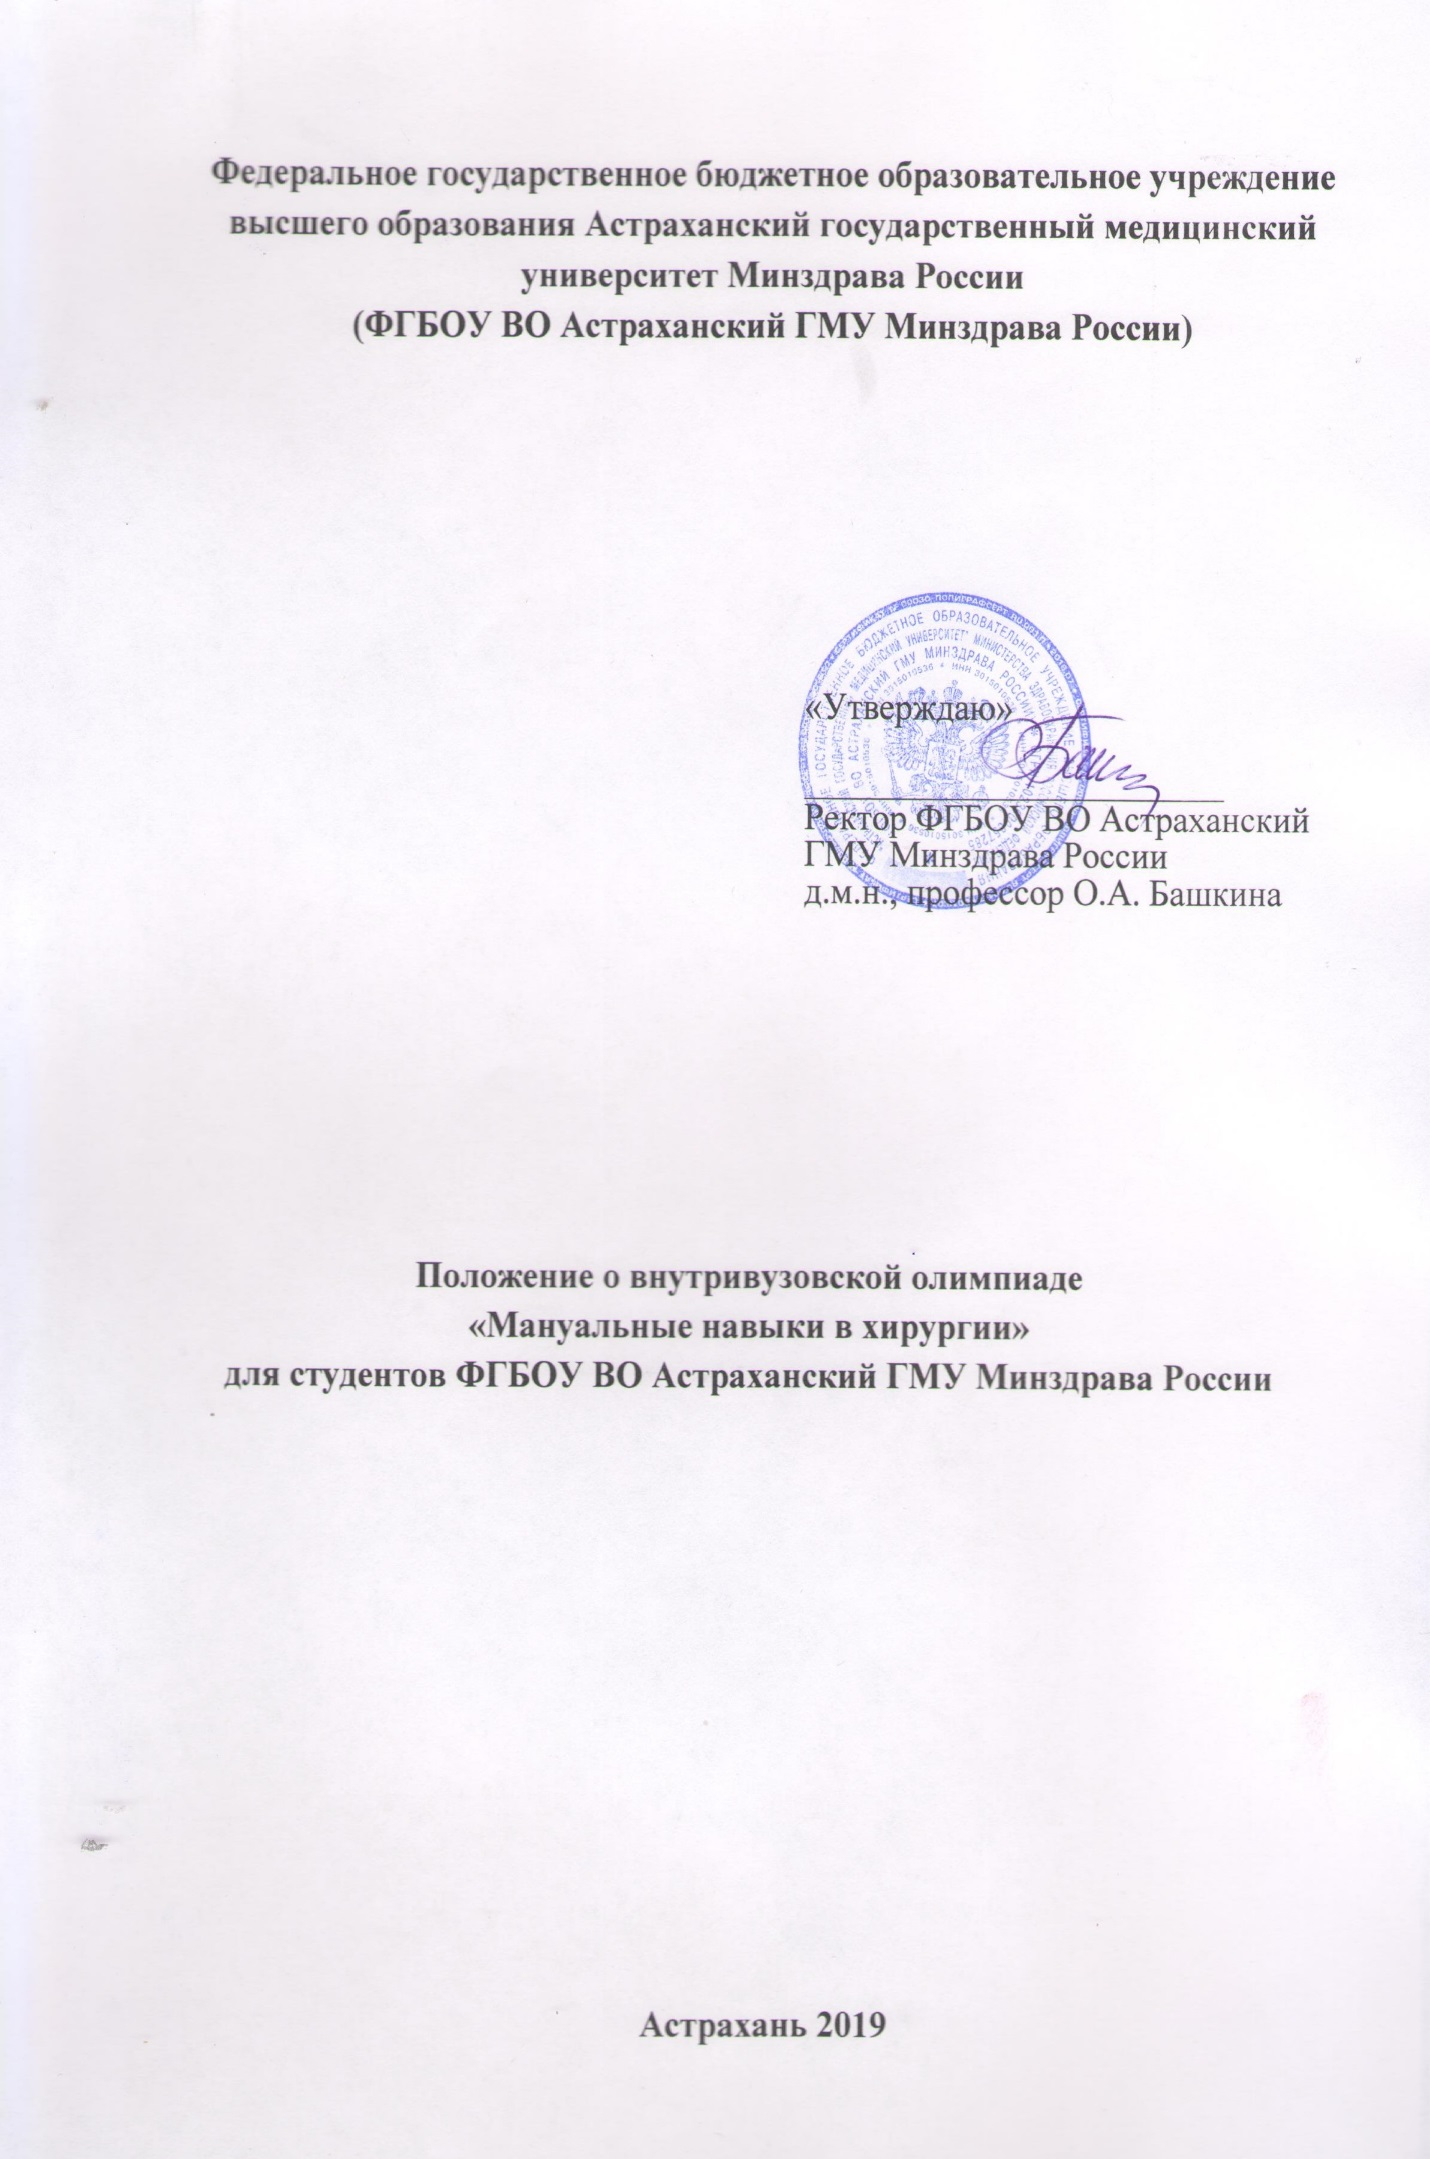 Федеральное государственное бюджетное образовательное учреждение
высшего образования Астраханский государственный медицинский
университет Минздрава России
(ФГБОУ ВО Астраханский ГМУ Минздрава России)
«Утверждаю»
Ректор ФГБОУ ВО Астраханский
ГМУ Минздрава России
д.м.н., профессор О.А. Башкина
Положение о внутривузовской олимпиаде
«Мануальные навыки в хирургии»
для студентов ФГБОУ ВО Астраханский ГМУ Минздрава России
Астрахань 2019